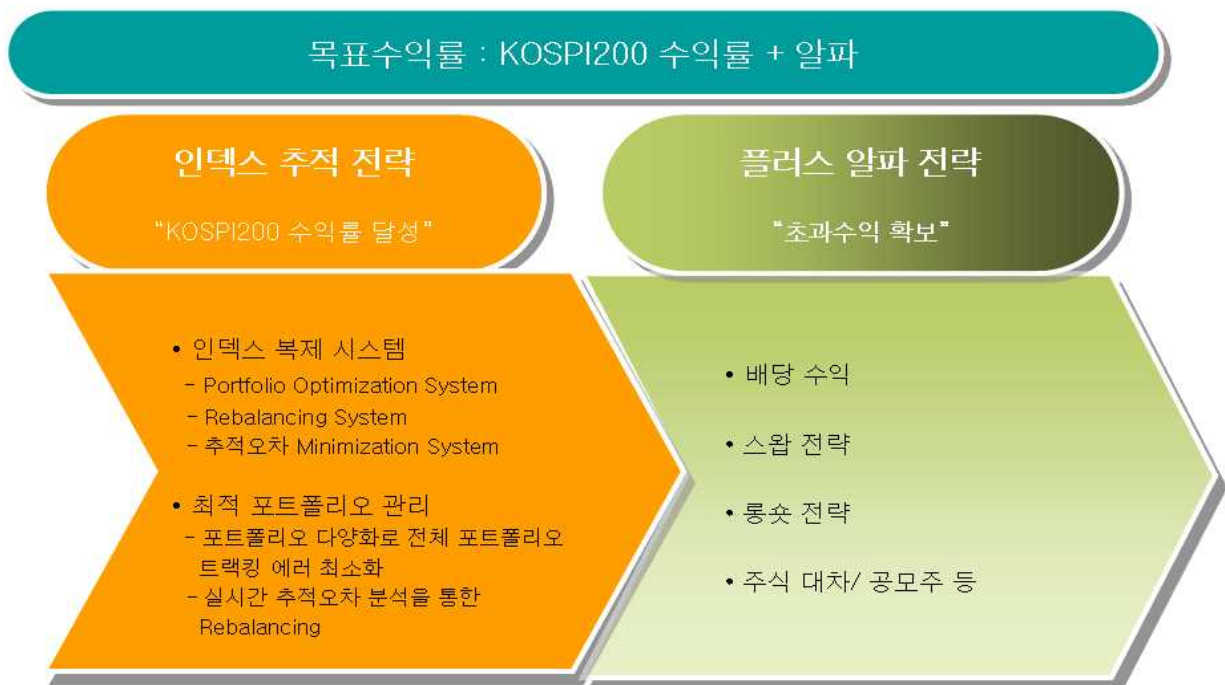 목표수익률 : KOSPI200 수익률 + 알파
인덱스 추적 전략
“KOSPI200 수익률 달성”
• 인덱스 복제 시스템
- Portfolio Optimization System
- Rebalancing System
- 추적오차 Minimization System
• 최적 포트폴리오 관리
- 포트폴리오 다양화로 전체 포트폴리오
트랙킹 에러 최소화
- 실시간 추적오차 분석을 통한
Rebalancing
플러스 알파 전략
“초과수익 확보”
• 배당 수익
• 스왑 전략
• 롱숏 전략
• 주식 대차/ 공모주 등